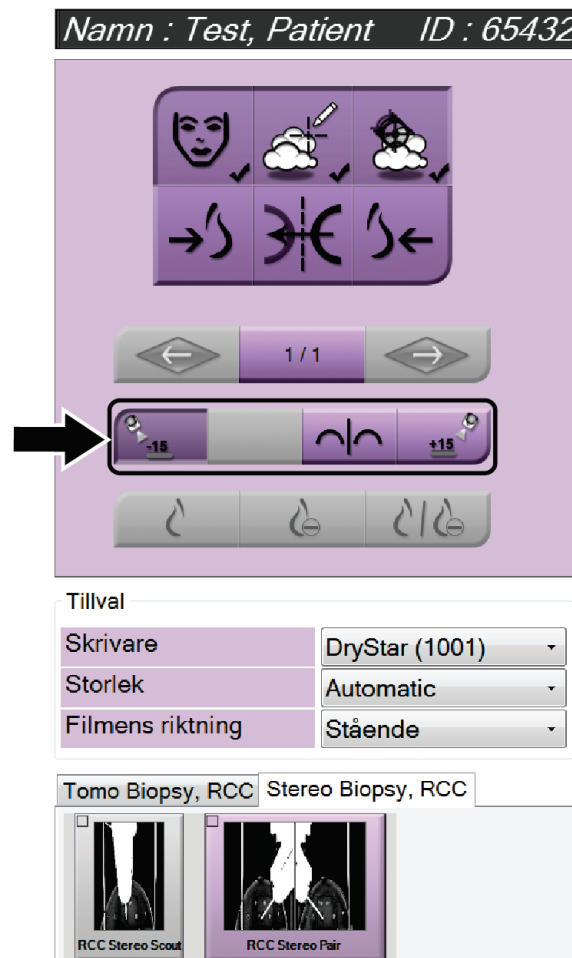 Namn : Test, Patient ID : 65432
1 / 1
-15 +15
Tillval
Skrivare DryStar (1001)
Storlek Automatic
Filmens riktning Stående
Tomo Biopsy, RCC Stereo Biopsy, RCC
RCC Stereo Scout RCC Stereo Pair